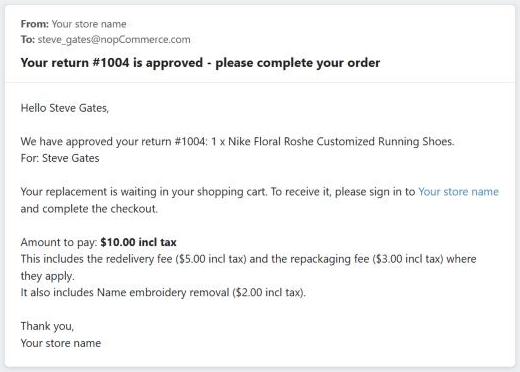 From: Your store name
To: steve_gates@nopCommerce.com
Your return #1004 is approved - please complete your order
Hello Steve Gates,
We have approved your return #1004: 1 x Nike Floral Roshe Customized Running Shoes.
For: Steve Gates
Your replacement is waiting in your shopping cart. To receive it, please sign in to Your store name
and complete the checkout.
Amount to pay: $10.00 incl tax
This includes the redelivery fee ($5.00 incl tax) and the repackaging fee ($3.00 incl tax) where
they apply.
It also includes Name embroidery removal ($2.00 incl tax).
Thank you,
Your store name